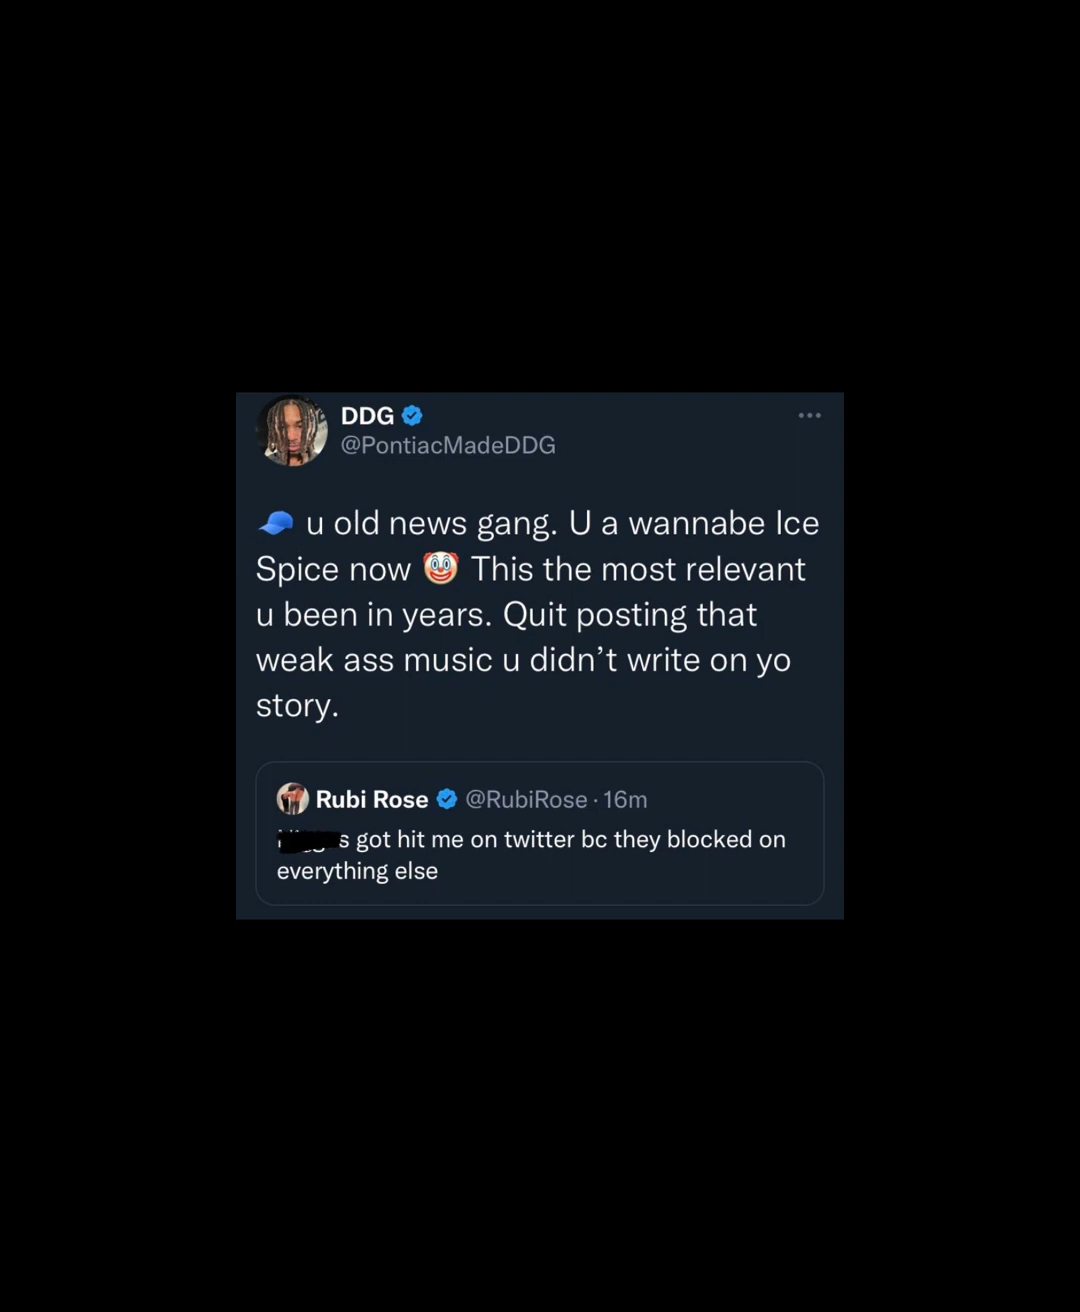 DDG
@PontiacMadeDDG
🧢 u old news gang. U a wannabe Ice
Spice now 🤡 This the most relevant
u been in years. Quit posting that
weak ass music u didn’t write on yo
story.
Rubi Rose @RubiRose · 16m
s got hit me on twitter bc they blocked on
everything else